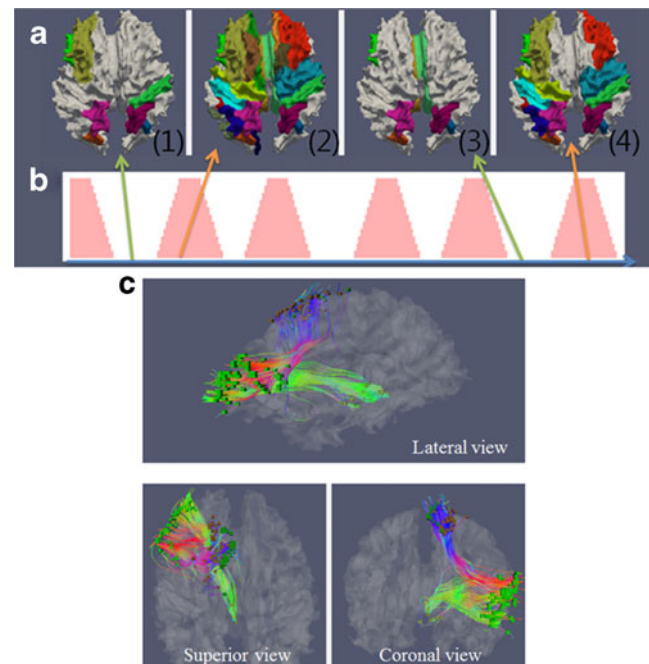 a
(1) (2) (3) (4)
b
c
Lateral view
Superior view
Coronal view